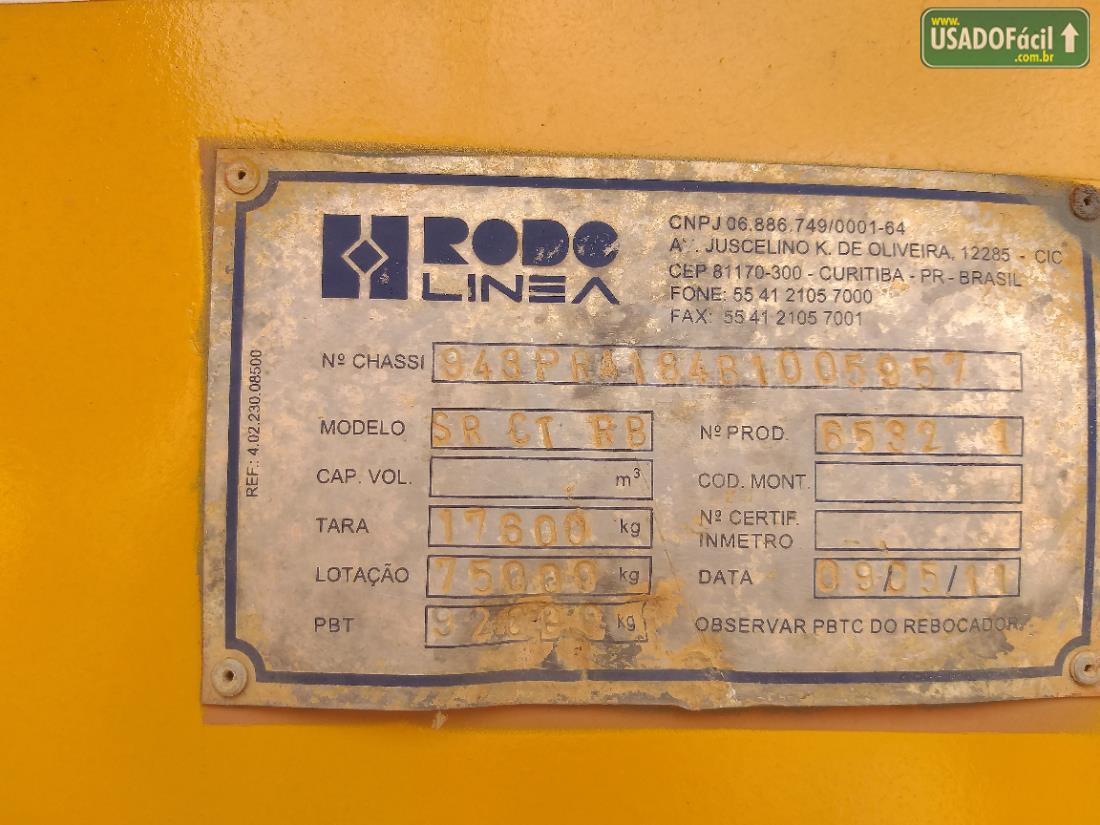 www.
USADOFácil
.com.br
RODO
LINEA
CNPJ 06.886.749/0001-64
AV. JUSCELINO K. DE OLIVEIRA, 12285 - CIC
CEP 81170-300 - CURITIBA - PR - BRASIL
FONE: 55 41 2105 7000
FAX: 55 41 2105 7001
Nº CHASSI 943PRA184B1005957
MODELO SR CT RB Nº PROD. 6532 1
CAP. VOL. m³ COD. MONT.
TARA 17600 kg Nº CERTIF. INMETRO
LOTAÇÃO 75000 kg DATA 09/05/11
PBT kg OBSERVAR PBTC DO REBOCADOR.
REF.: 4.02.230.08500